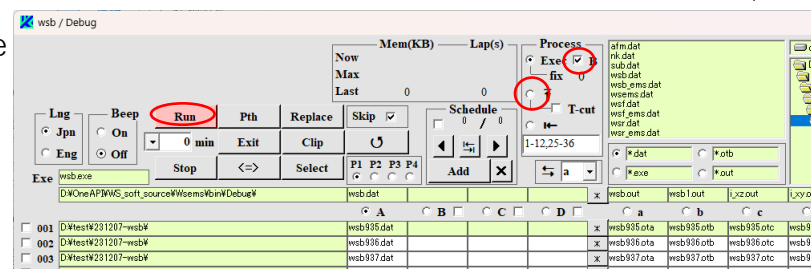 wsb / Debug
e
Mem(KB) Lap(s)
Now
Max
Last 0 0
Process
Exec B
fix 0
T-cut
1-12,25-36
afm.dat
nk.dat
sub.dat
wsb.dat
wsb_ems.dat
wsems.dat
wsf.dat
wsf_ems.dat
wsr.dat
wsr_ems.dat
Lng Beep
Jpn On
Eng Off
Run Pth Replace Skip
0 min Exit Clip
Stop <=> Select P1 P2 P3 P4
Schedule
0 / 0
Add X
a
*.dat *.otb
*.exe *.out
Exe wsb.exe
D:¥OneAPI¥WS_soft_source¥Wsems¥bin¥Debug¥ wsb.dat x wsb.out wsb1.out i_xz.out i_xy.o
A B C D a b c
001 D:¥test¥231207-wsb¥ wsb935.dat x wsb935.ota wsb935.otb wsb935.otc wsb9
002 D:¥test¥231207-wsb¥ wsb936.dat x wsb936.ota wsb936.otb wsb936.otc wsb9
003 D:¥test¥231207-wsb¥ wsb937.dat x wsb937.ota wsb937.otb wsb937.otc wsb9